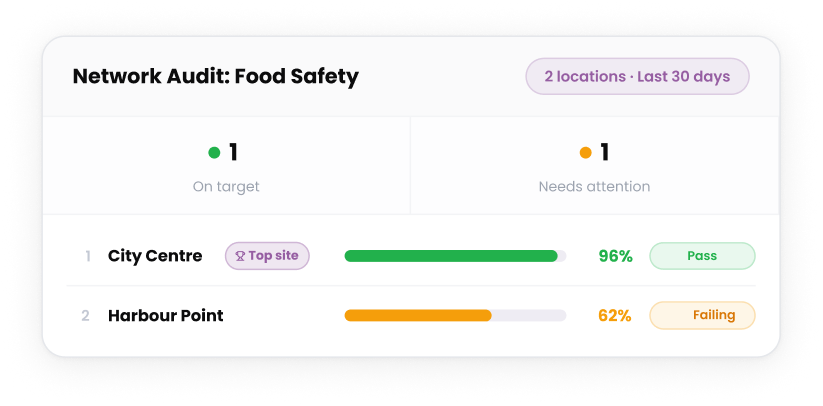 Network Audit: Food Safety
2 locations · Last 30 days
1
On target
1
Needs attention
1 City Centre Top site 96% Pass
2 Harbour Point 62% Failing